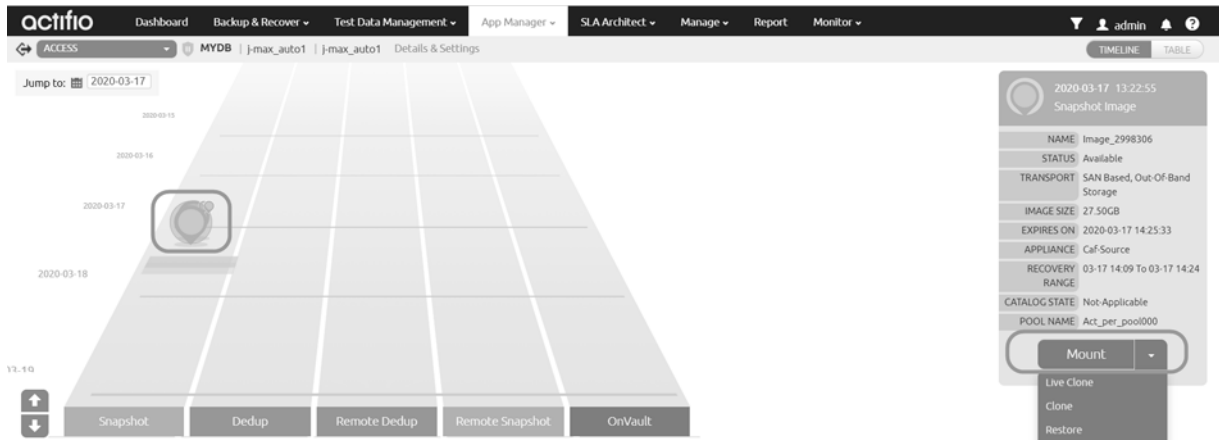 actifio Dashboard Backup & Recover Test Data Management App Manager SLA Architect Manage Report Monitor admin
ACCESS MYDB | j-max_auto1 | j-max_auto1 Details & Settings TIMELINE TABLE
Jump to: 2020-03-17
2020-03-15
2020-03-16
2020-03-17
2020-03-18
Snapshot Dedup Remote Dedup Remote Snapshot OnVault
2020-03-17 13:22:55
Snapshot Image
NAME Image_2998306
STATUS Available
TRANSPORT SAN Based, Out-Of-Band
Storage
IMAGE SIZE 27.50GB
EXPIRES ON 2020-03-17 14:25:33
APPLIANCE Caf-Source
RECOVERY RANGE 03-17 14:09 To 03-17 14:24
CATALOG STATE Not-Applicable
POOL NAME Act_per_pool000
Mount
Live Clone
Clone
Restore